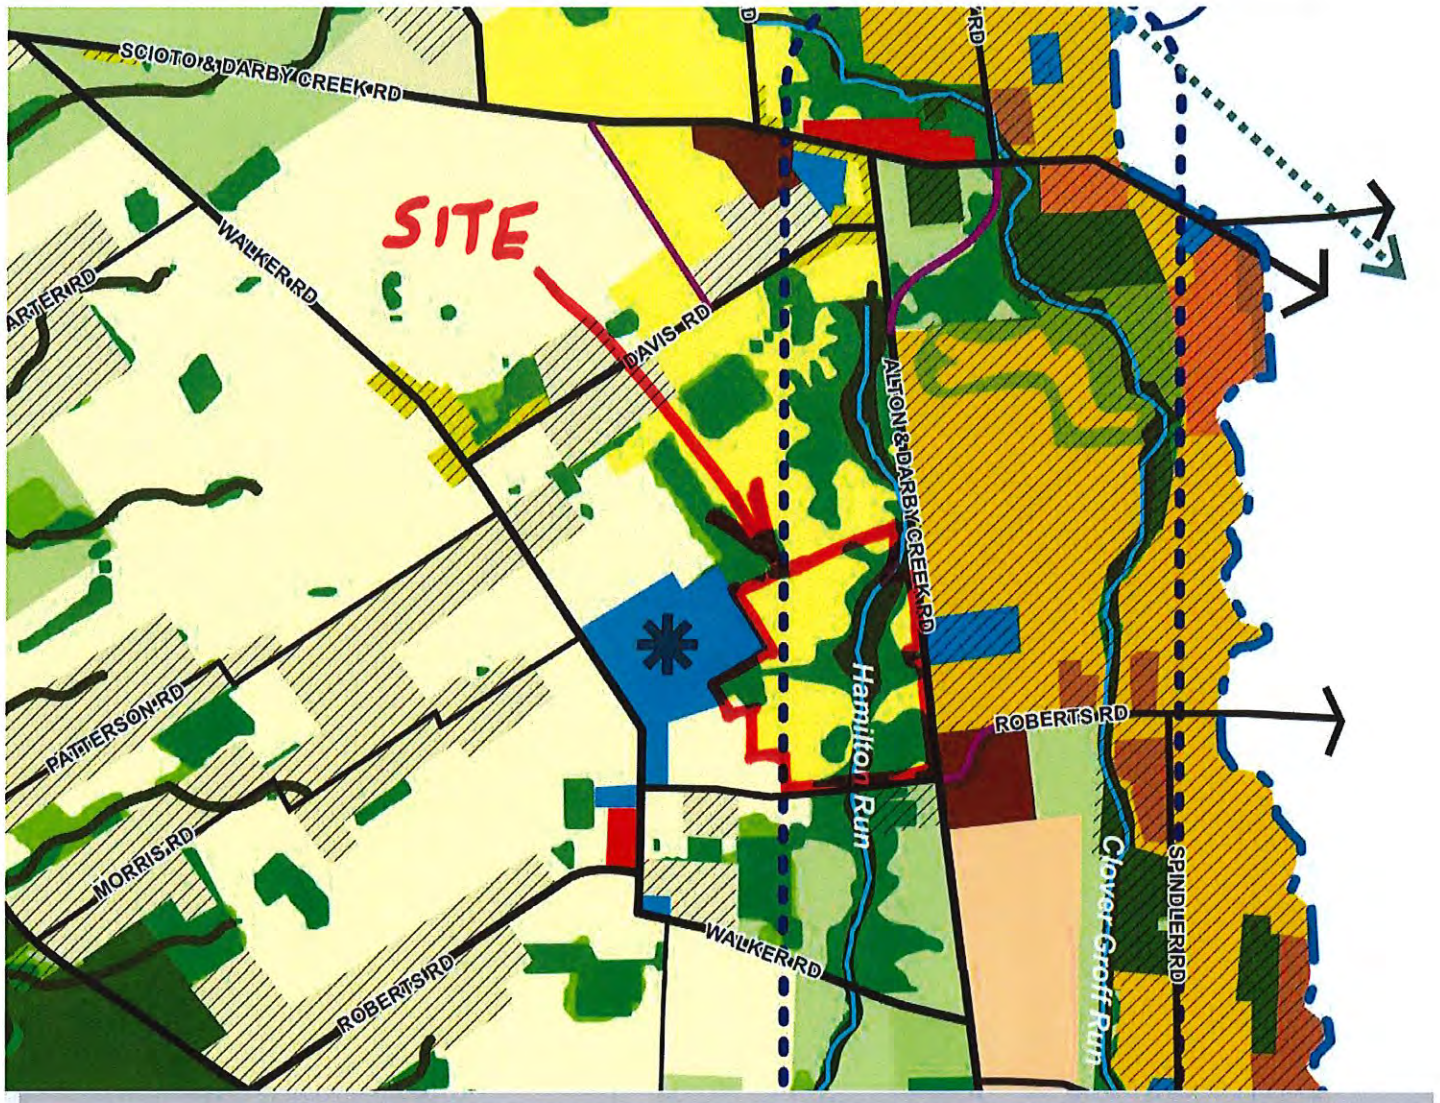 D
RD
SCIOTO & DARBY CREEK RD
SITE
WALKER RD
ARTER RD
DAVIS RD
ALTON & DARBY CREEK RD
Hamilton Run
PATTERSON RD
ROBERTS RD
MORRIS RD
Clover Groff Run
SPINDLER RD
WALKER RD
ROBERTS RD